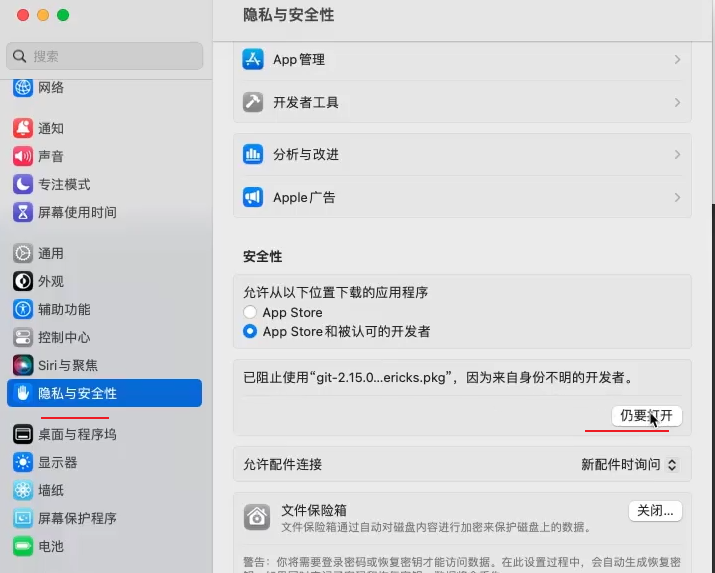 隐私与安全性
搜索
网络
通知
声音
专注模式
屏幕使用时间
通用
外观
辅助功能
控制中心
Siri与聚焦
隐私与安全性
桌面与程序坞
显示器
墙纸
屏幕保护程序
电池
App管理
开发者工具
分析与改进
Apple广告
安全性
允许从以下位置下载的应用程序
App Store
App Store和被认可的开发者
已阻止使用“git-2.15.0...ericks.pkg”，因为来自身份不明的开发者。
仍要打开
允许配件连接
新配件时询问
文件保险箱
关闭...
文件保险箱通过自动对磁盘内容进行加密来保护磁盘上的数据。
警告：你将需要登录密码或恢复密钥才能访问数据。在此设置过程中，会自动生成恢复密